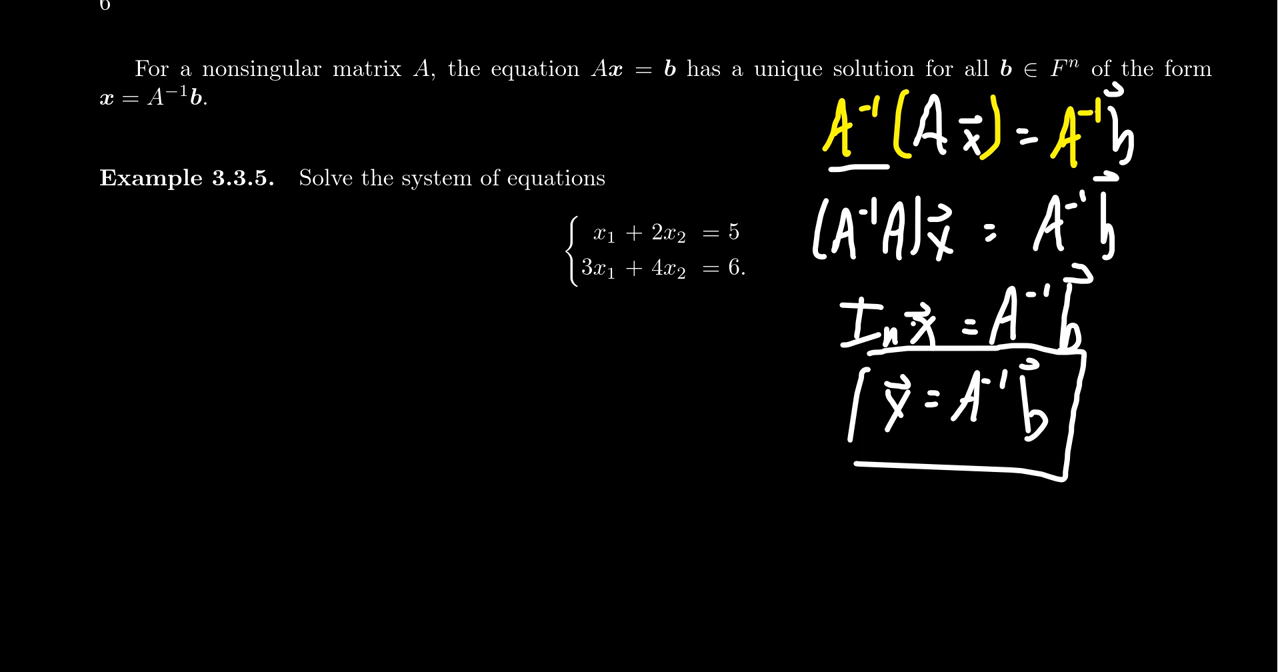 6
For a nonsingular matrix A, the equation Ax = b has a unique solution for all b ∈ Fⁿ of the form
x = A⁻¹b.
A⁻¹(Ax⃗) = A⁻¹b⃗
Example 3.3.5. Solve the system of equations
(A⁻¹A)x⃗ = A⁻¹b⃗
x₁ + 2x₂ = 5
3x₁ + 4x₂ = 6.
Iₙx⃗ = A⁻¹b⃗
x⃗ = A⁻¹b⃗